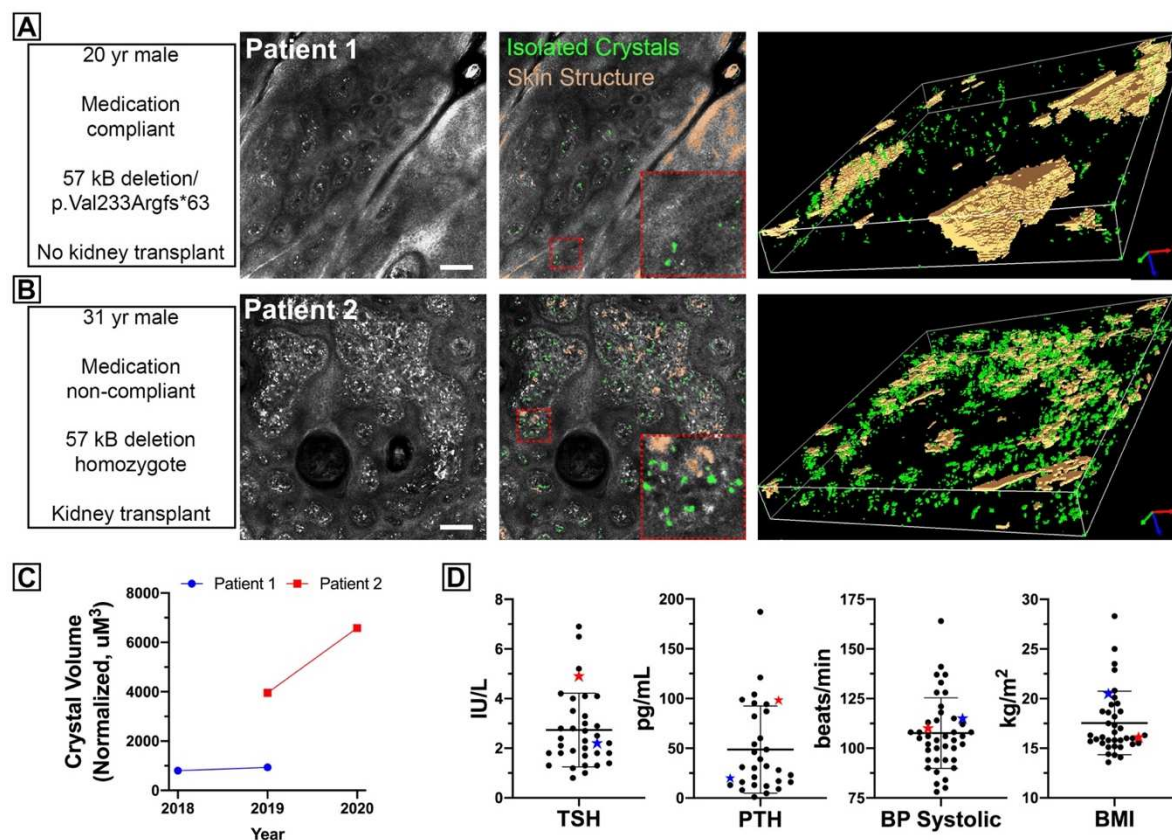 A
20 yr male
Medication
compliant
57 kB deletion/
p.Val233Argfs*63
No kidney transplant
Patient 1
Isolated Crystals
Skin Structure
B
31 yr male
Medication
non-compliant
57 kB deletion
homozygote
Kidney transplant
Patient 2
C
Patient 1
Patient 2
Crystal Volume
(Normalized, uM³)
8000
6000
4000
2000
0
2018
2019
2020
Year
D
IU/L
8
6
4
2
0
TSH
pg/mL
200
150
100
50
0
PTH
beats/min
175
150
125
100
75
BP Systolic
kg/m²
30
25
20
15
10
BMI